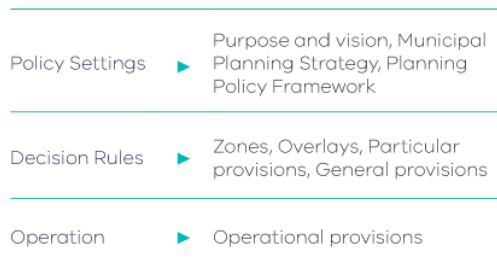 Policy Settings
Purpose and vision, Municipal
Planning Strategy, Planning
Policy Framework
Decision Rules
Zones, Overlays, Particular
provisions, General provisions
Operation
Operational provisions